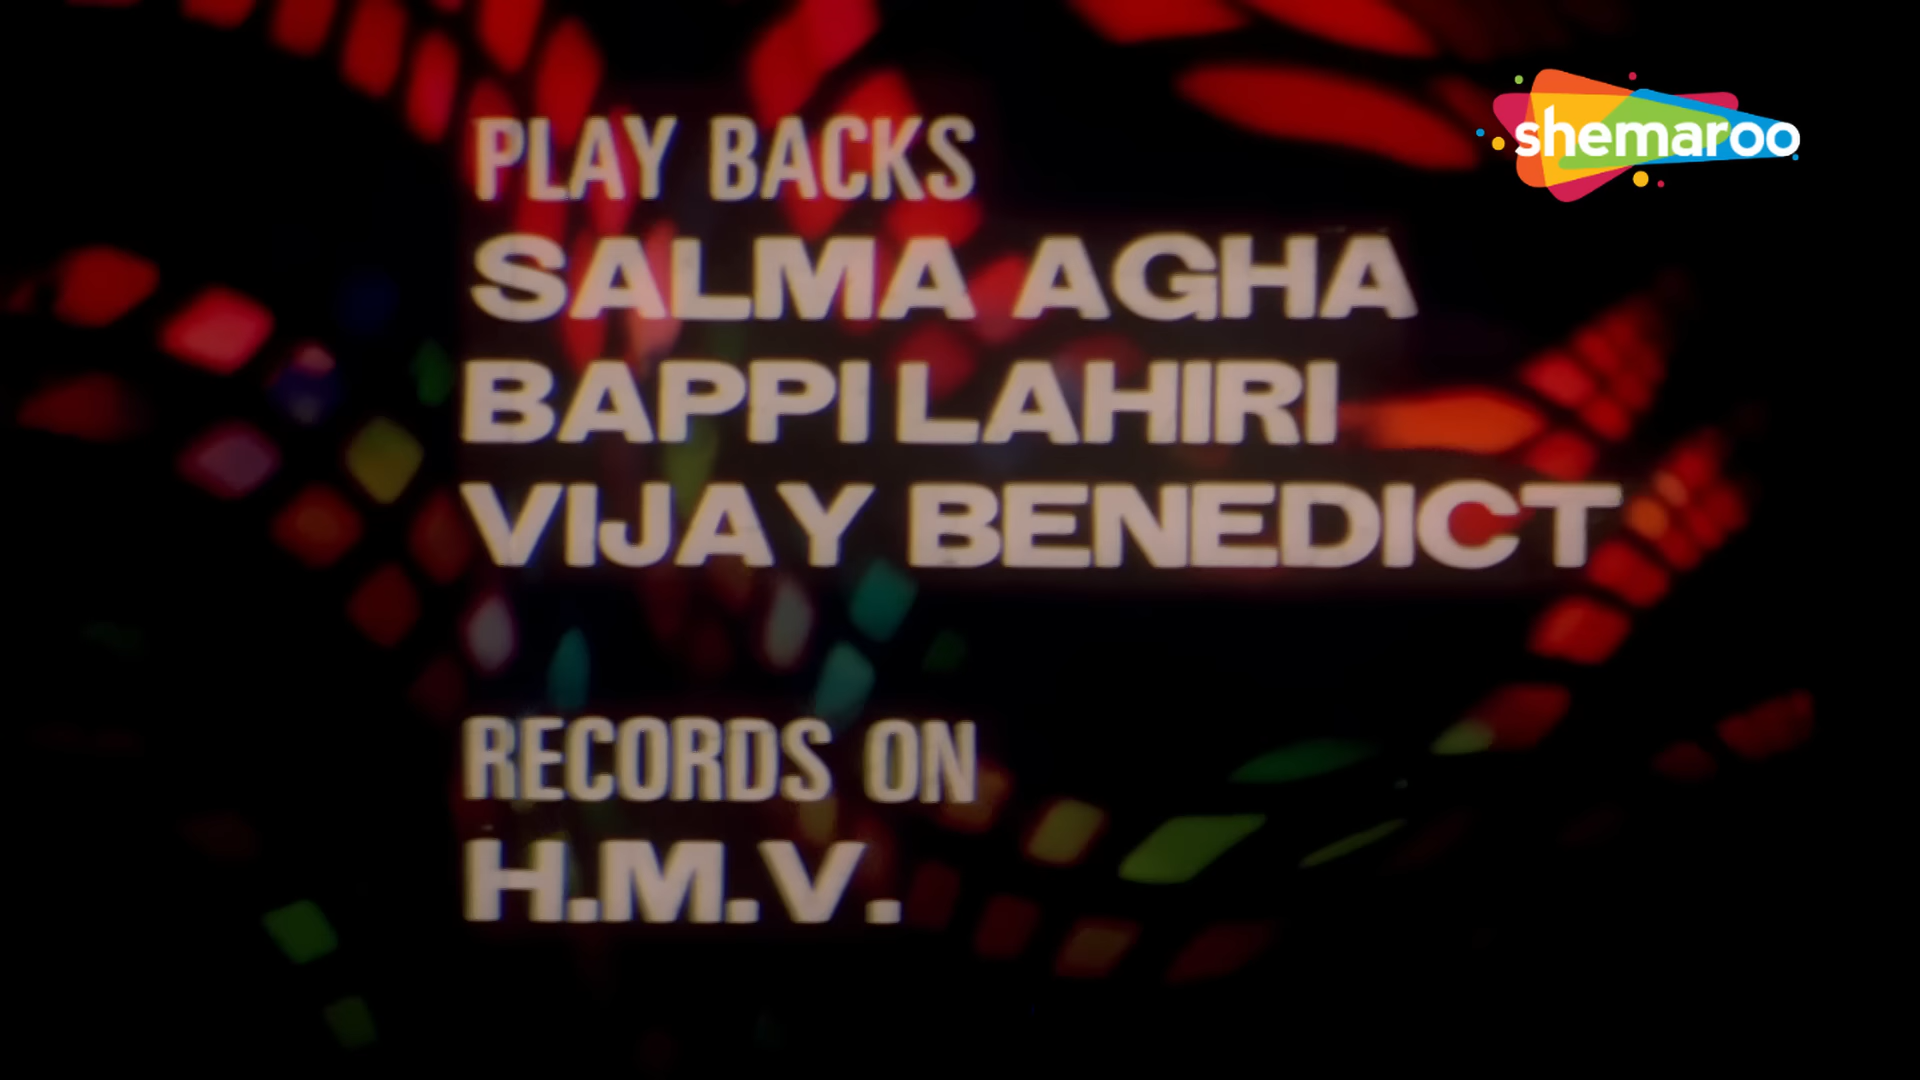 shemaroo
PLAY BACKS
SALMA AGHA
BAPPI LAHIRI
VIJAY BENEDICT
RECORDS ON
H.M.V.